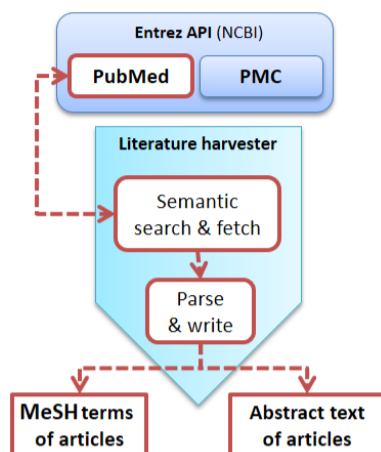 Entrez API (NCBI)
PubMed
PMC
Literature harvester
Semantic
search & fetch
Parse
& write
MeSH terms
of articles
Abstract text
of articles